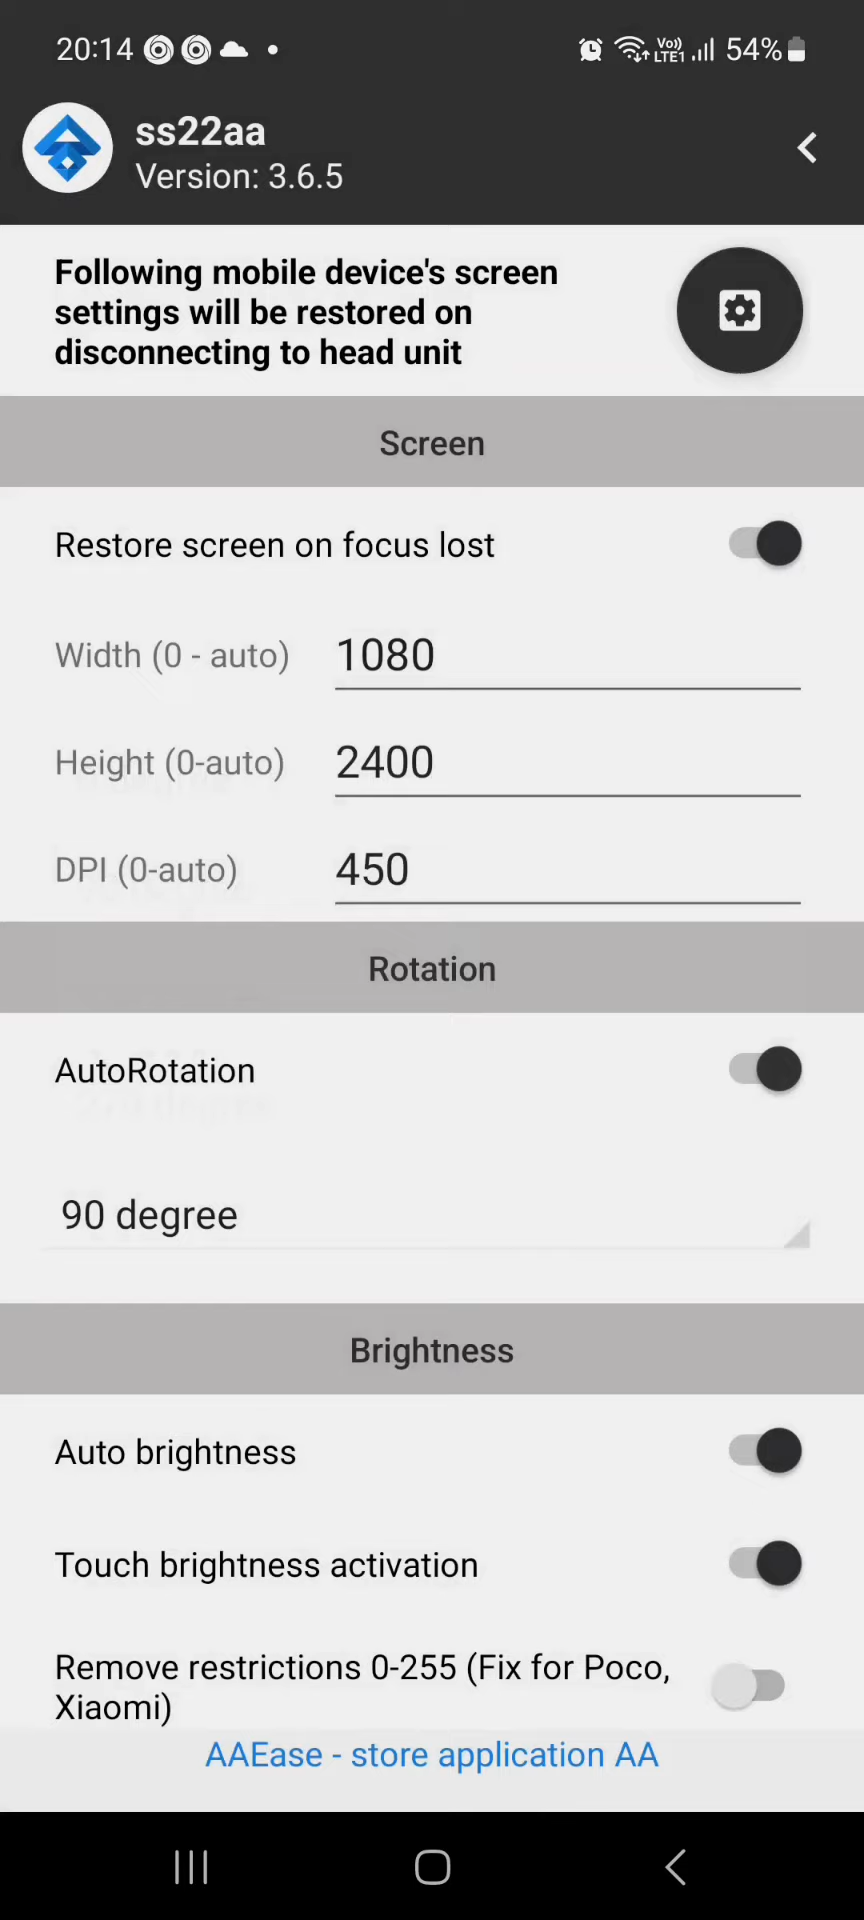 20:14 Vo)) LTE1 54%
ss22aa
Version: 3.6.5
Following mobile device's screen
settings will be restored on
disconnecting to head unit
Screen
Restore screen on focus lost
Width (0 - auto) 1080
Height (0-auto) 2400
DPI (0-auto) 450
Rotation
AutoRotation
90 degree
Brightness
Auto brightness
Touch brightness activation
Remove restrictions 0-255 (Fix for Poco,
Xiaomi)
AAEase - store application AA